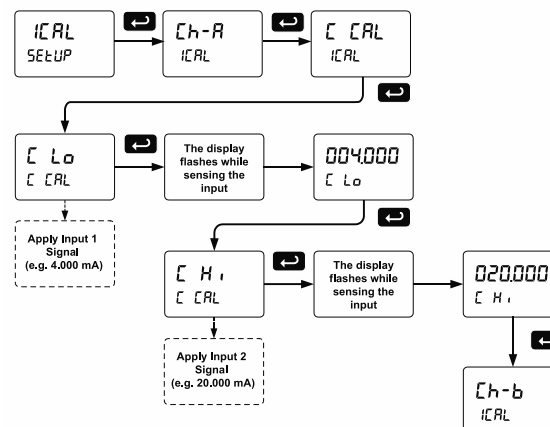 ICAL
SEtUP
Ch-A
ICAL
C CAL
ICAL
C Lo
C CAL
The display
flashes while
sensing the
input
004.000
C Lo
Apply Input 1
Signal
(e.g. 4.000 mA)
C Hi
C CAL
The display
flashes while
sensing the
input
020.000
C Hi
Apply Input 2
Signal
(e.g. 20.000 mA)
Ch-b
ICAL